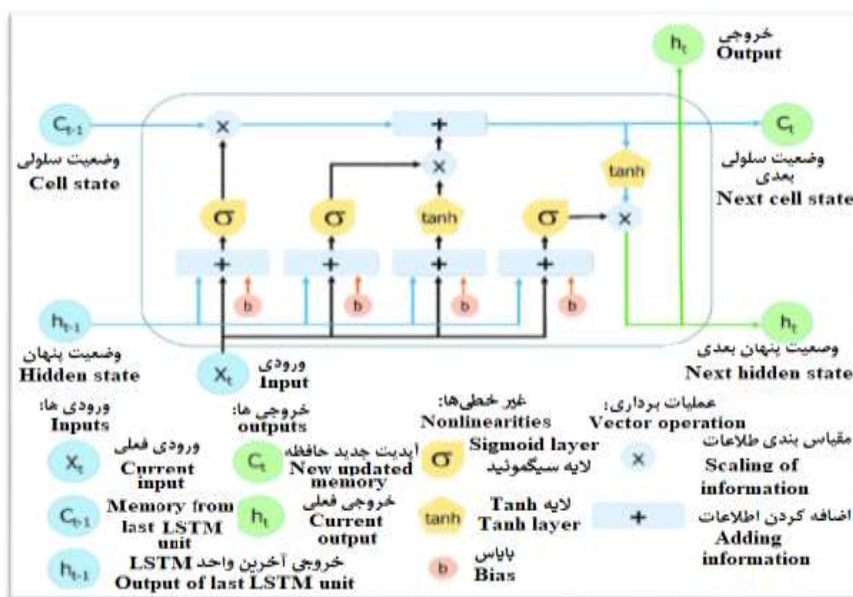 h_t
خروجی
Output
C_{t-1}
×
+
C_t
وضعیت سلولی
Cell state
وضعیت سلولی
بعدی
Next cell state
tanh
×
×
σ
σ
tanh
σ
+
+
+
+
b
b
b
b
h_{t-1}
h_t
وضعیت پنهان
Hidden state
X_t
ورودی
Input
وضعیت پنهان بعدی
Next hidden state
ورودی ها:
Inputs
خروجی ها:
outputs
غیر خطی‌ها:
Nonlinearities
عملیات برداری:
Vector operation
X_t
ورودی فعلی
Current
input
C_t
آپدیت جدید حافظه
New updated
memory
σ
Sigmoid layer
لایه سیگموئید
×
مقیاس بندی طلاعات
Scaling of
information
C_{t-1}
Memory from
last LSTM
unit
h_t
خروجی فعلی
Current
output
tanh
لایه Tanh
Tanh layer
+
اضافه کردن اطلاعات
Adding
information
h_{t-1}
خروجی آخرین واحد LSTM
Output of last LSTM unit
b
بایاس
Bias